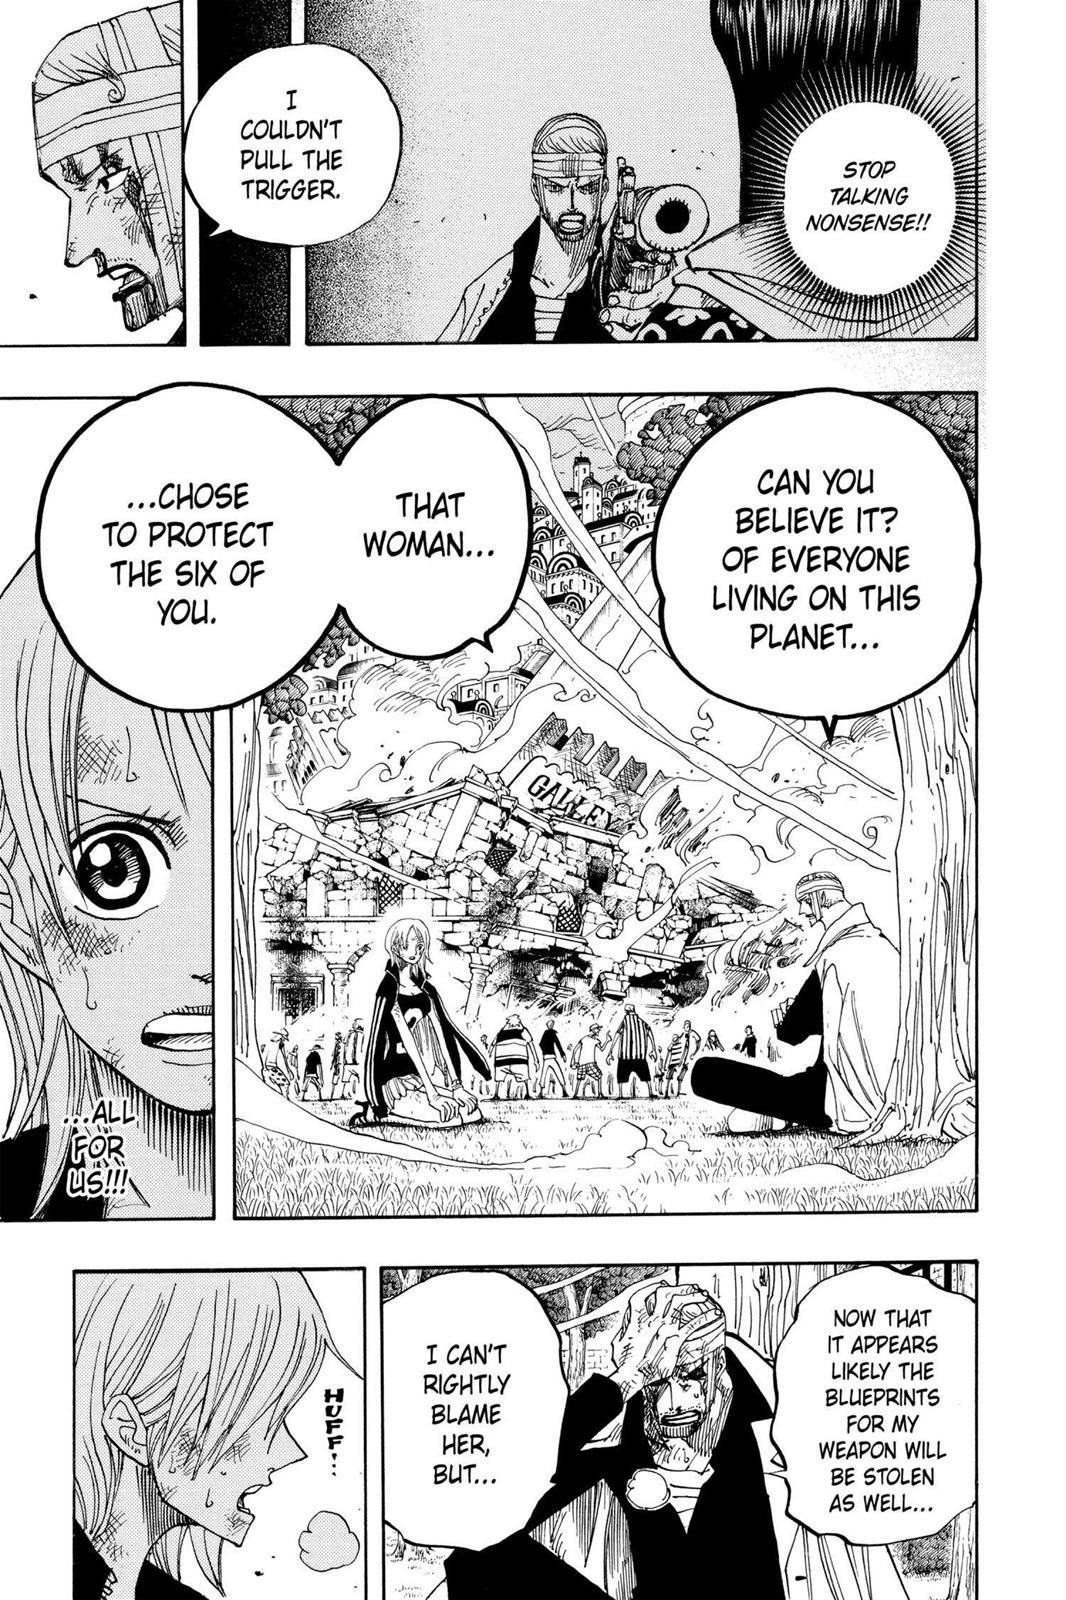 STOP
TALKING
NONSENSE!!
I
COULDN'T
PULL THE
TRIGGER.
CAN YOU
BELIEVE IT?
OF EVERYONE
LIVING ON THIS
PLANET...
THAT
WOMAN...
...CHOSE
TO PROTECT
THE SIX OF
YOU.
GALLE
...ALL
FOR
US!!!
NOW THAT
IT APPEARS
LIKELY THE
BLUEPRINTS
FOR MY
WEAPON WILL
BE STOLEN
AS WELL...
I CAN'T
RIGHTLY
BLAME
HER,
BUT...
HUFF!...